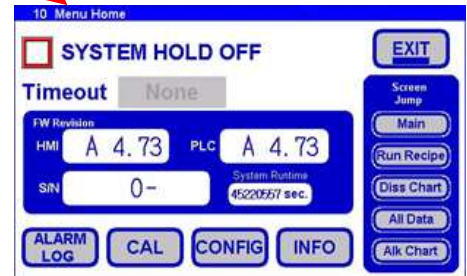 10 Menu Home
SYSTEM HOLD OFF
EXIT
Timeout None
Screen
Jump
FW Revision
HMI A 4.73 PLC A 4.73
Main
Run Recipe
System Runtime
S/N 0- 45220557 sec.
Diss Chart
All Data
ALARM
LOG
CAL
CONFIG
INFO
Alk Chart